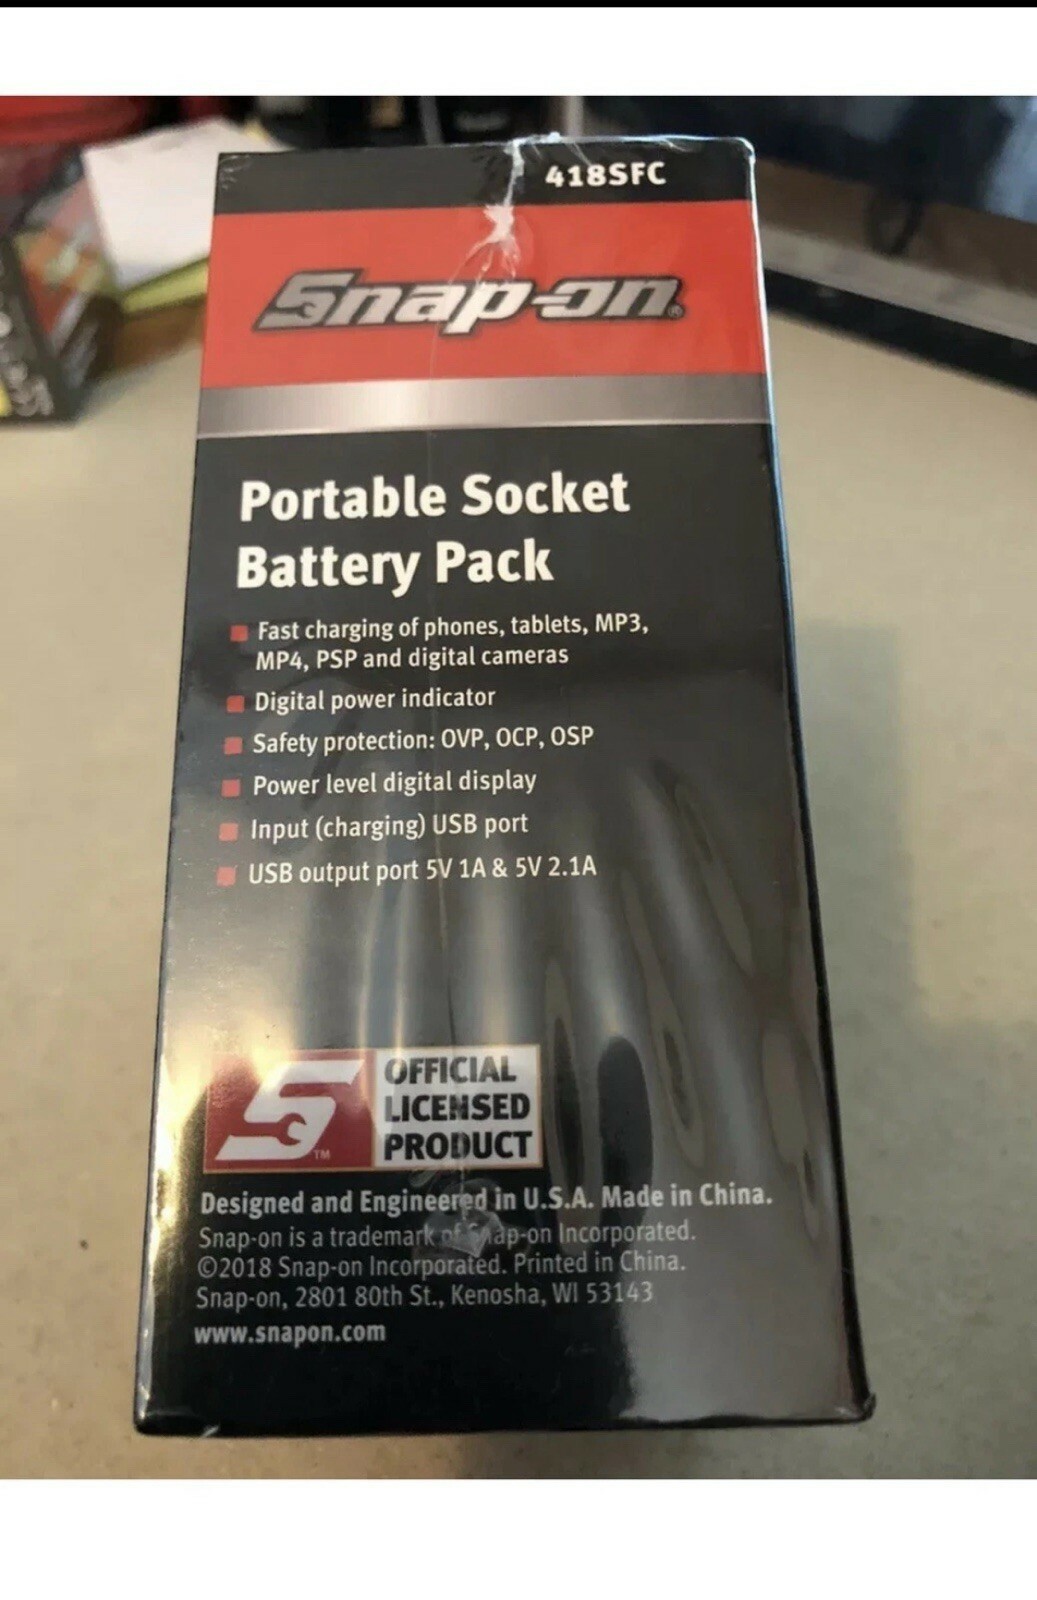 418SFC
Snap-on®
Portable Socket
Battery Pack
Fast charging of phones, tablets, MP3,
MP4, PSP and digital cameras
Digital power indicator
Safety protection: OVP, OCP, OSP
Power level digital display
Input (charging) USB port
USB output port 5V 1A & 5V 2.1A
S™
OFFICIAL
LICENSED
PRODUCT
Designed and Engineered in U.S.A. Made in China.
Snap-on is a trademark of Snap-on Incorporated.
©2018 Snap-on Incorporated. Printed in China.
Snap-on, 2801 80th St., Kenosha, WI 53143
www.snapon.com